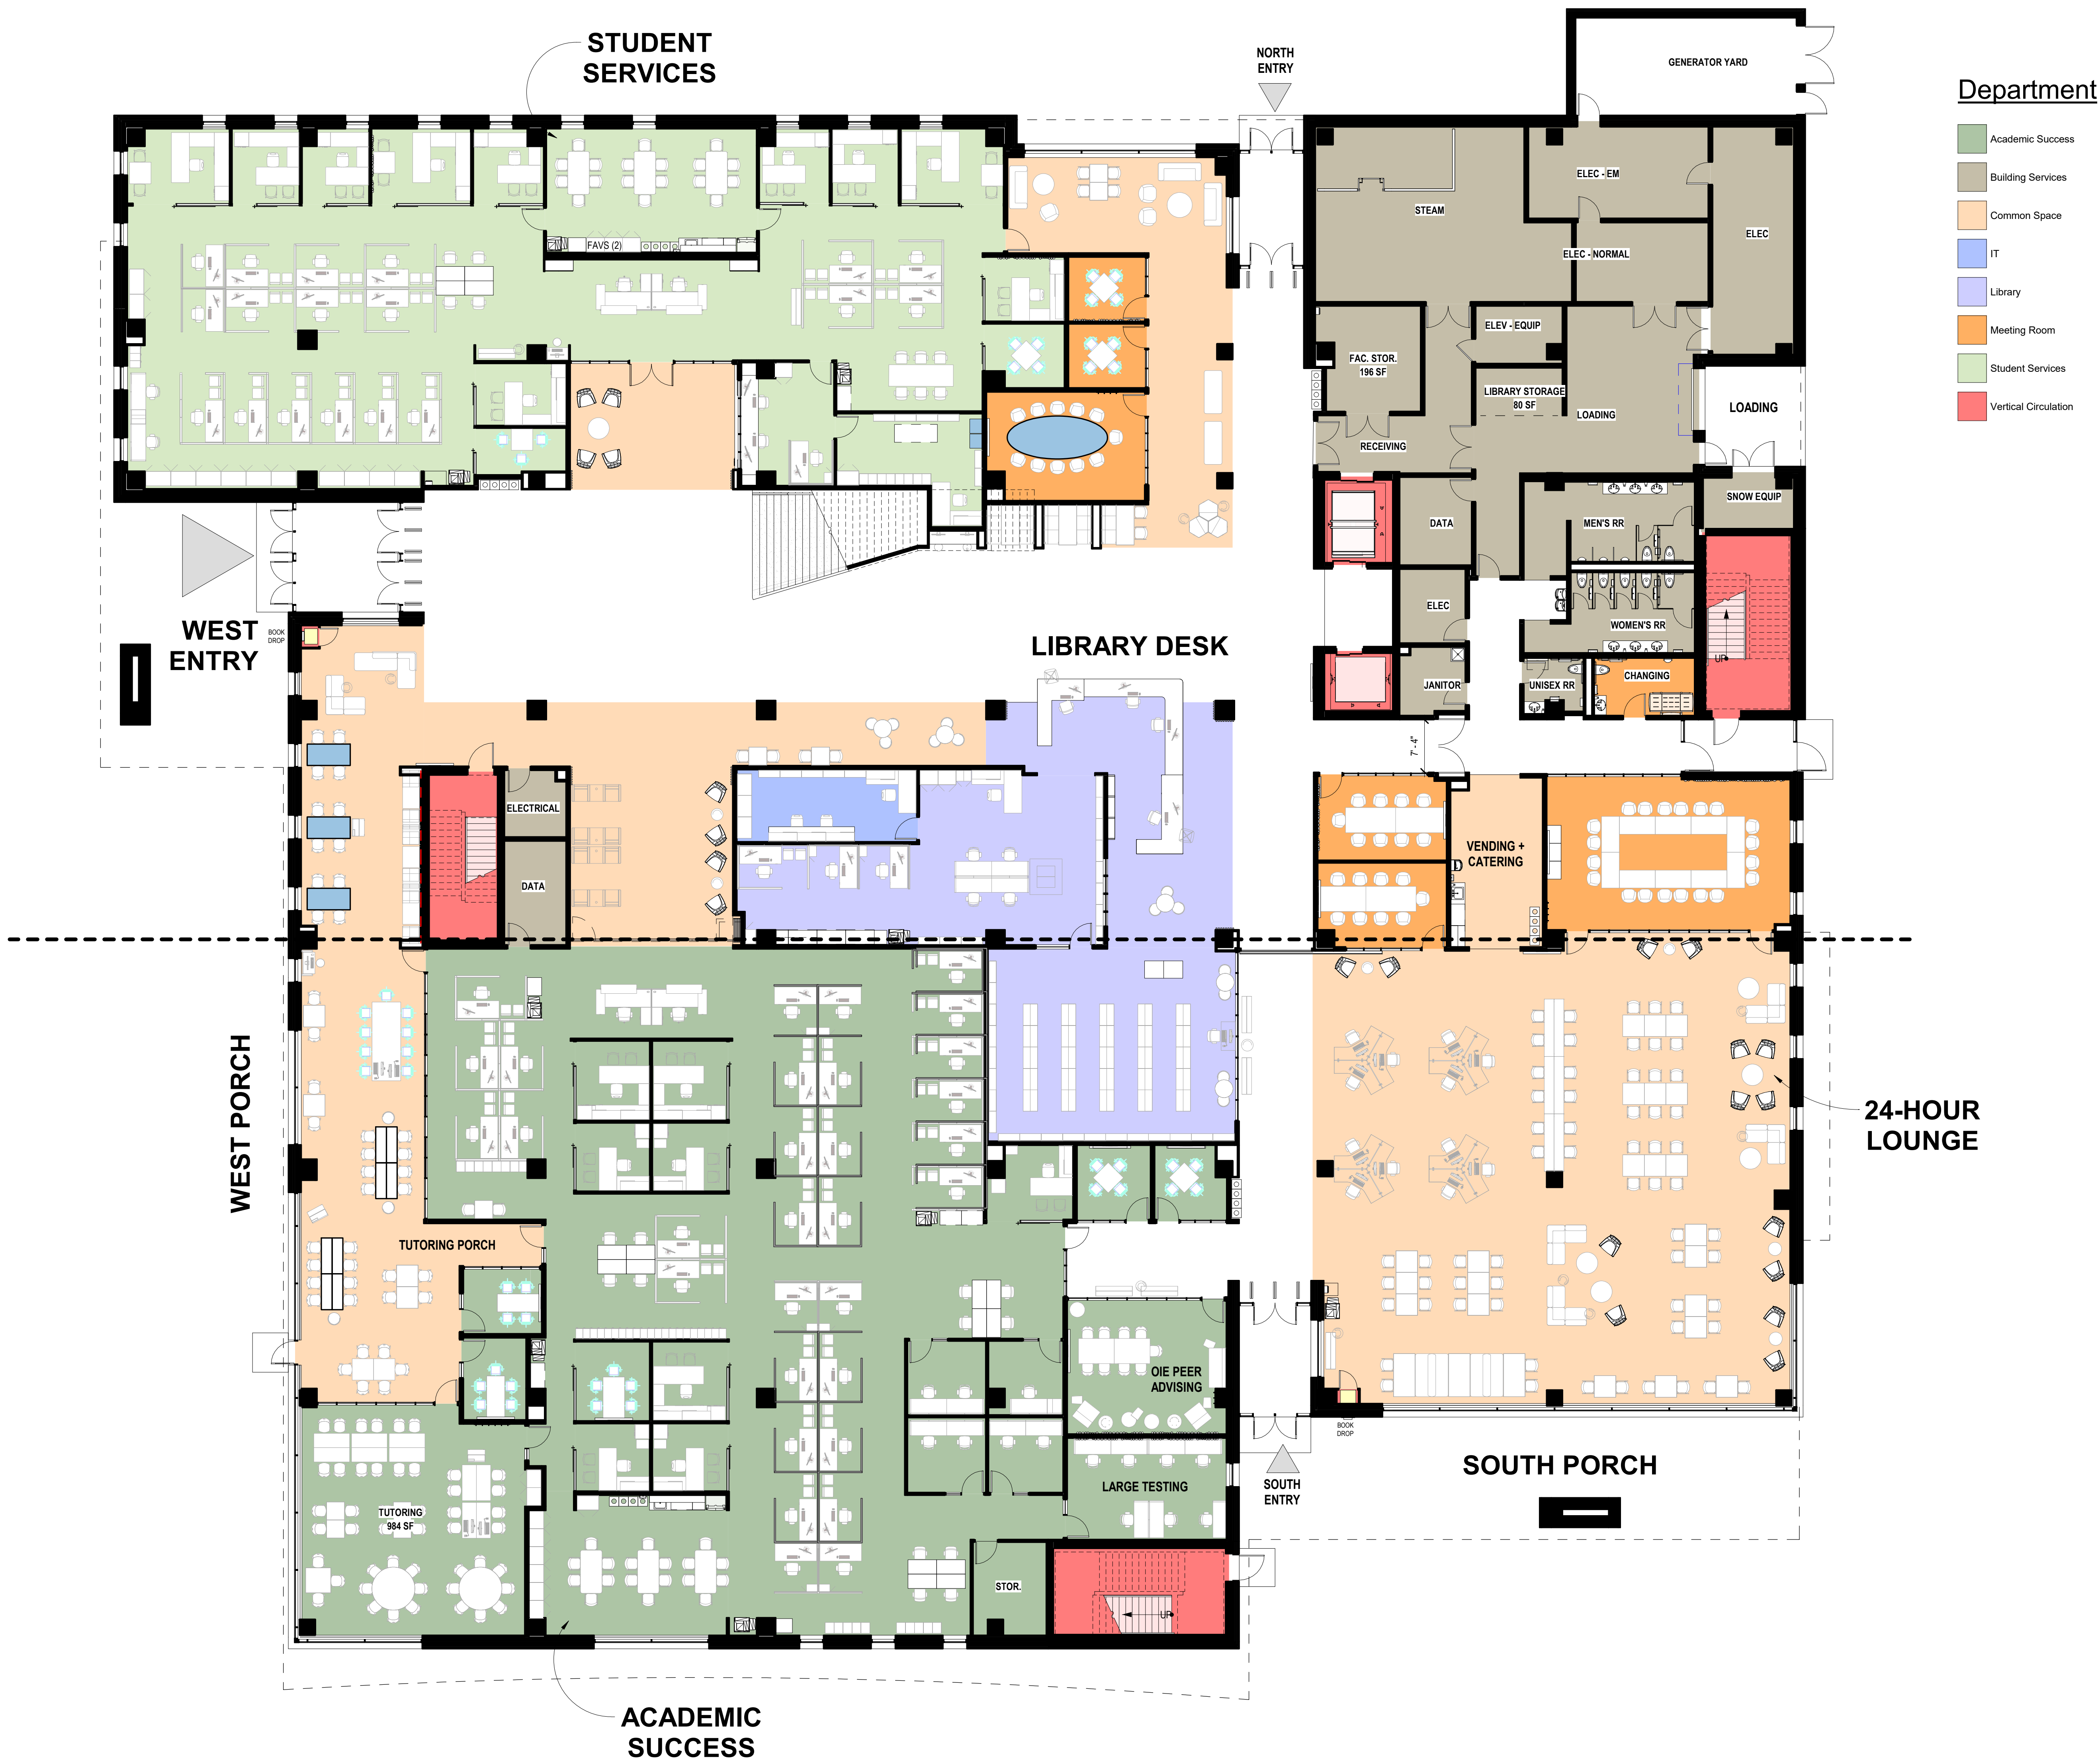 STUDENT
SERVICES
NORTH
ENTRY
GENERATOR YARD
Department
Academic Success
Building Services
Common Space
IT
Library
Meeting Room
Student Services
Vertical Circulation
ELEC - EM
STEAM
ELEC
FAVS (2)
ELEC - NORMAL
ELEV - EQUIP
FAC. STOR.
196 SF
LIBRARY STORAGE
80 SF
LOADING
LOADING
RECEIVING
SNOW EQUIP
DATA
MEN'S RR
ELEC
WOMEN'S RR
UP
WEST
ENTRY
BOOK
DROP
LIBRARY DESK
JANITOR
UNISEX RR
CHANGING
7' - 4"
ELECTRICAL
DATA
VENDING +
CATERING
WEST PORCH
24-HOUR
LOUNGE
TUTORING PORCH
OIE PEER
ADVISING
BOOK
DROP
SOUTH PORCH
LARGE TESTING
SOUTH
ENTRY
TUTORING
984 SF
STOR.
UP
ACADEMIC
SUCCESS